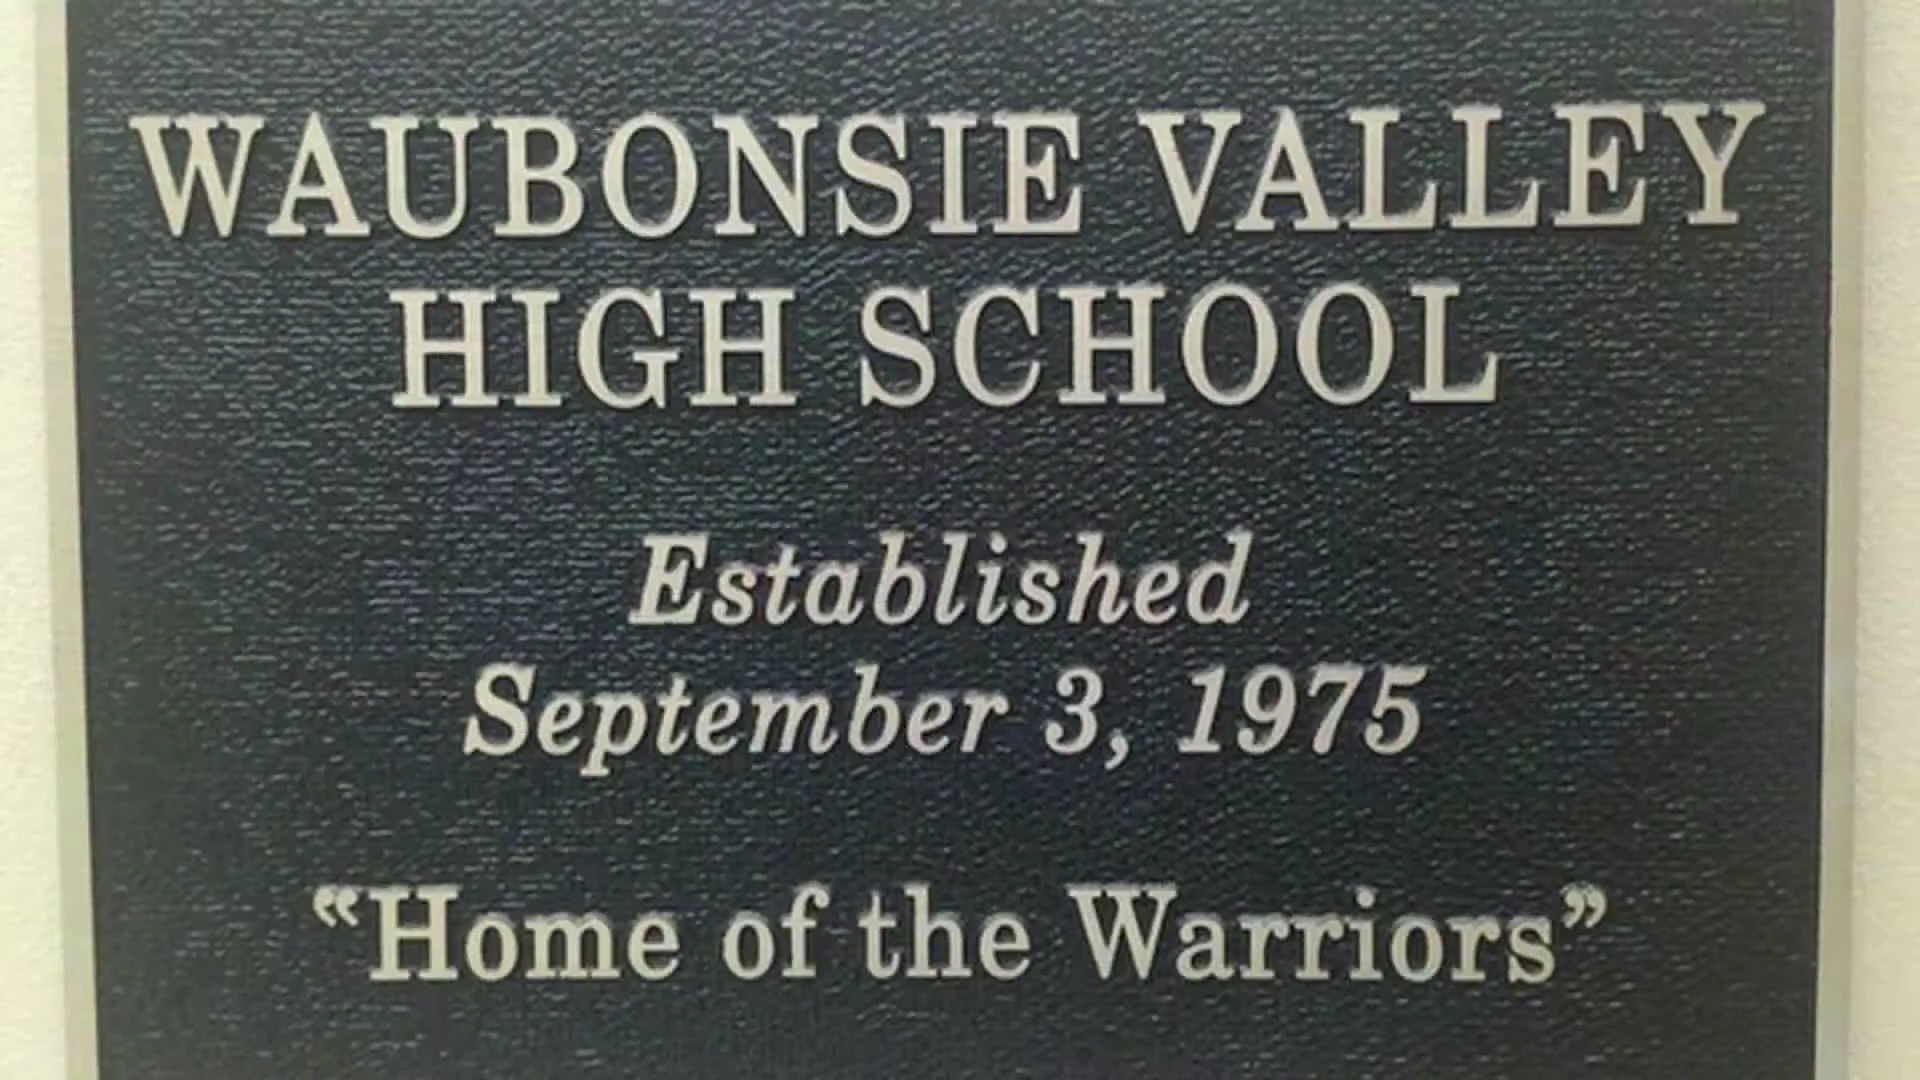 WAUBONSIE VALLEY
HIGH SCHOOL
Established
September 3, 1975
“Home of the Warriors”